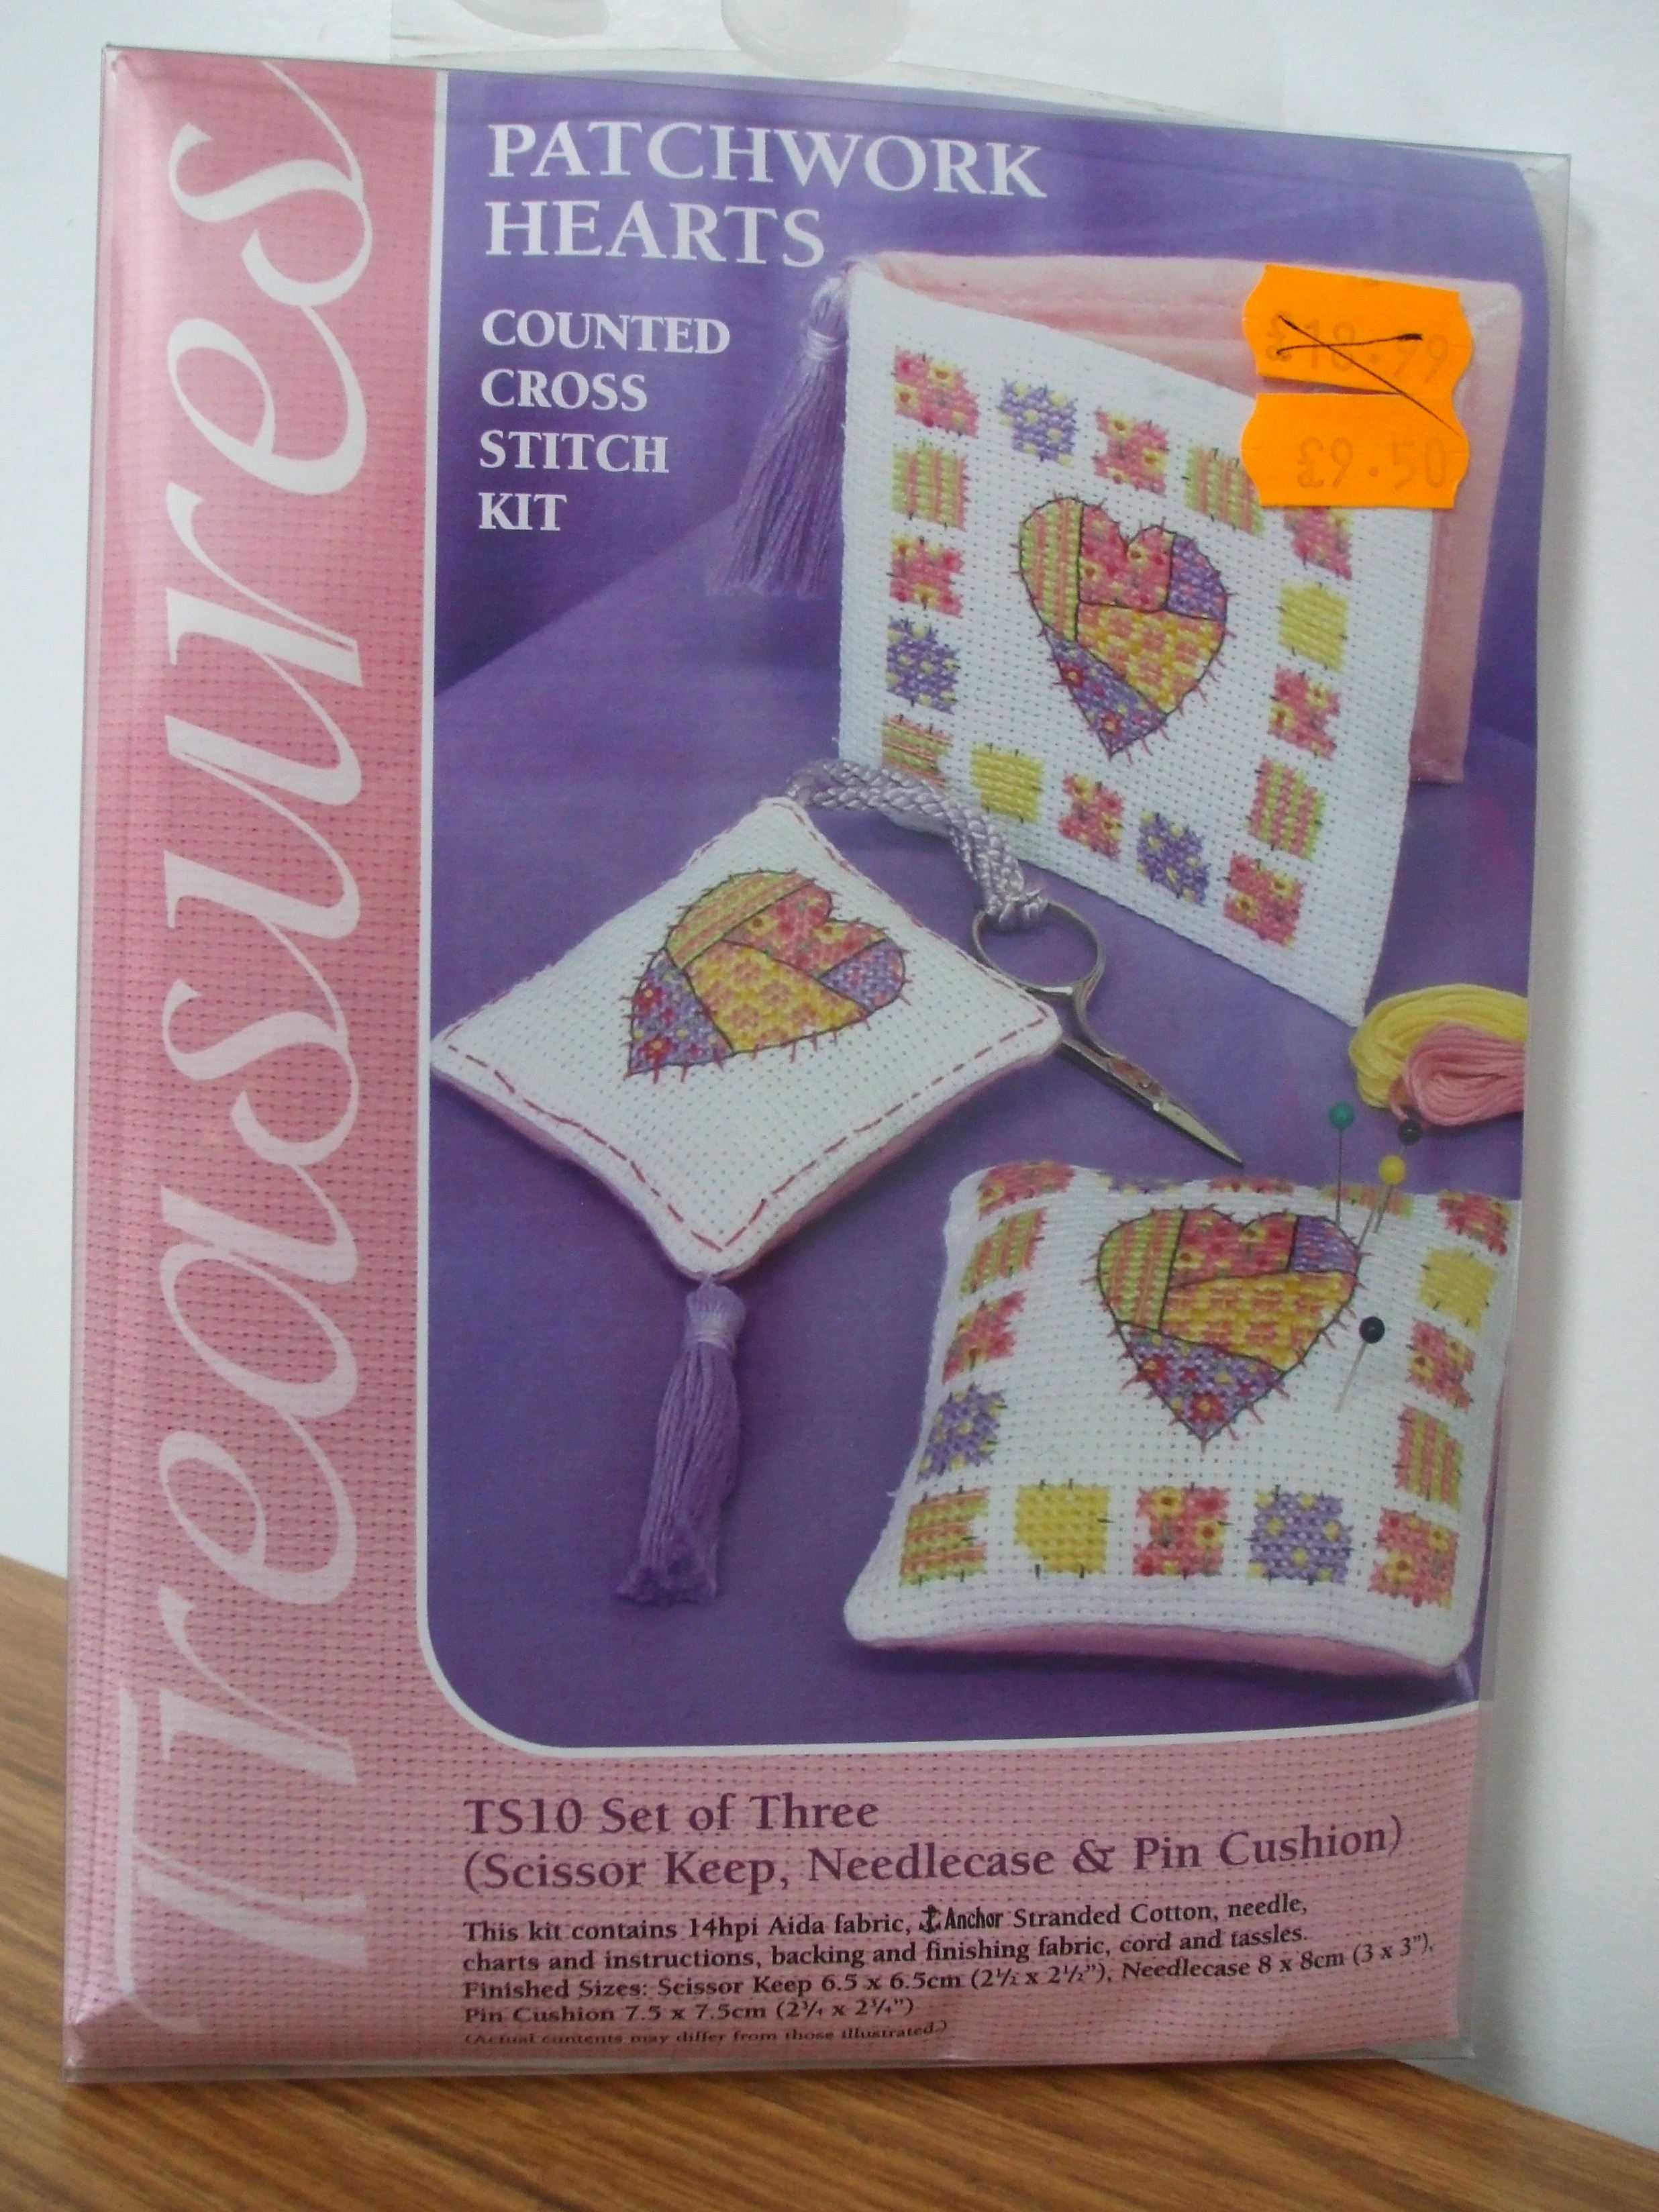 Treasures
PATCHWORK
HEARTS
COUNTED
CROSS
STITCH
KIT
£18.99
£9.50
TS10 Set of Three
(Scissor Keep, Needlecase & Pin Cushion)
This kit contains 14hpi Aida fabric, Anchor Stranded Cotton, needle,
charts and instructions, backing and finishing fabric, cord and tassles.
Finished Sizes: Scissor Keep 6.5 x 6.5cm (2½ x 2½"), Needlecase 8 x 8cm (3 x 3"),
Pin Cushion 7.5 x 7.5cm (2¾ x 2¾")
(Actual contents may differ from those illustrated.)